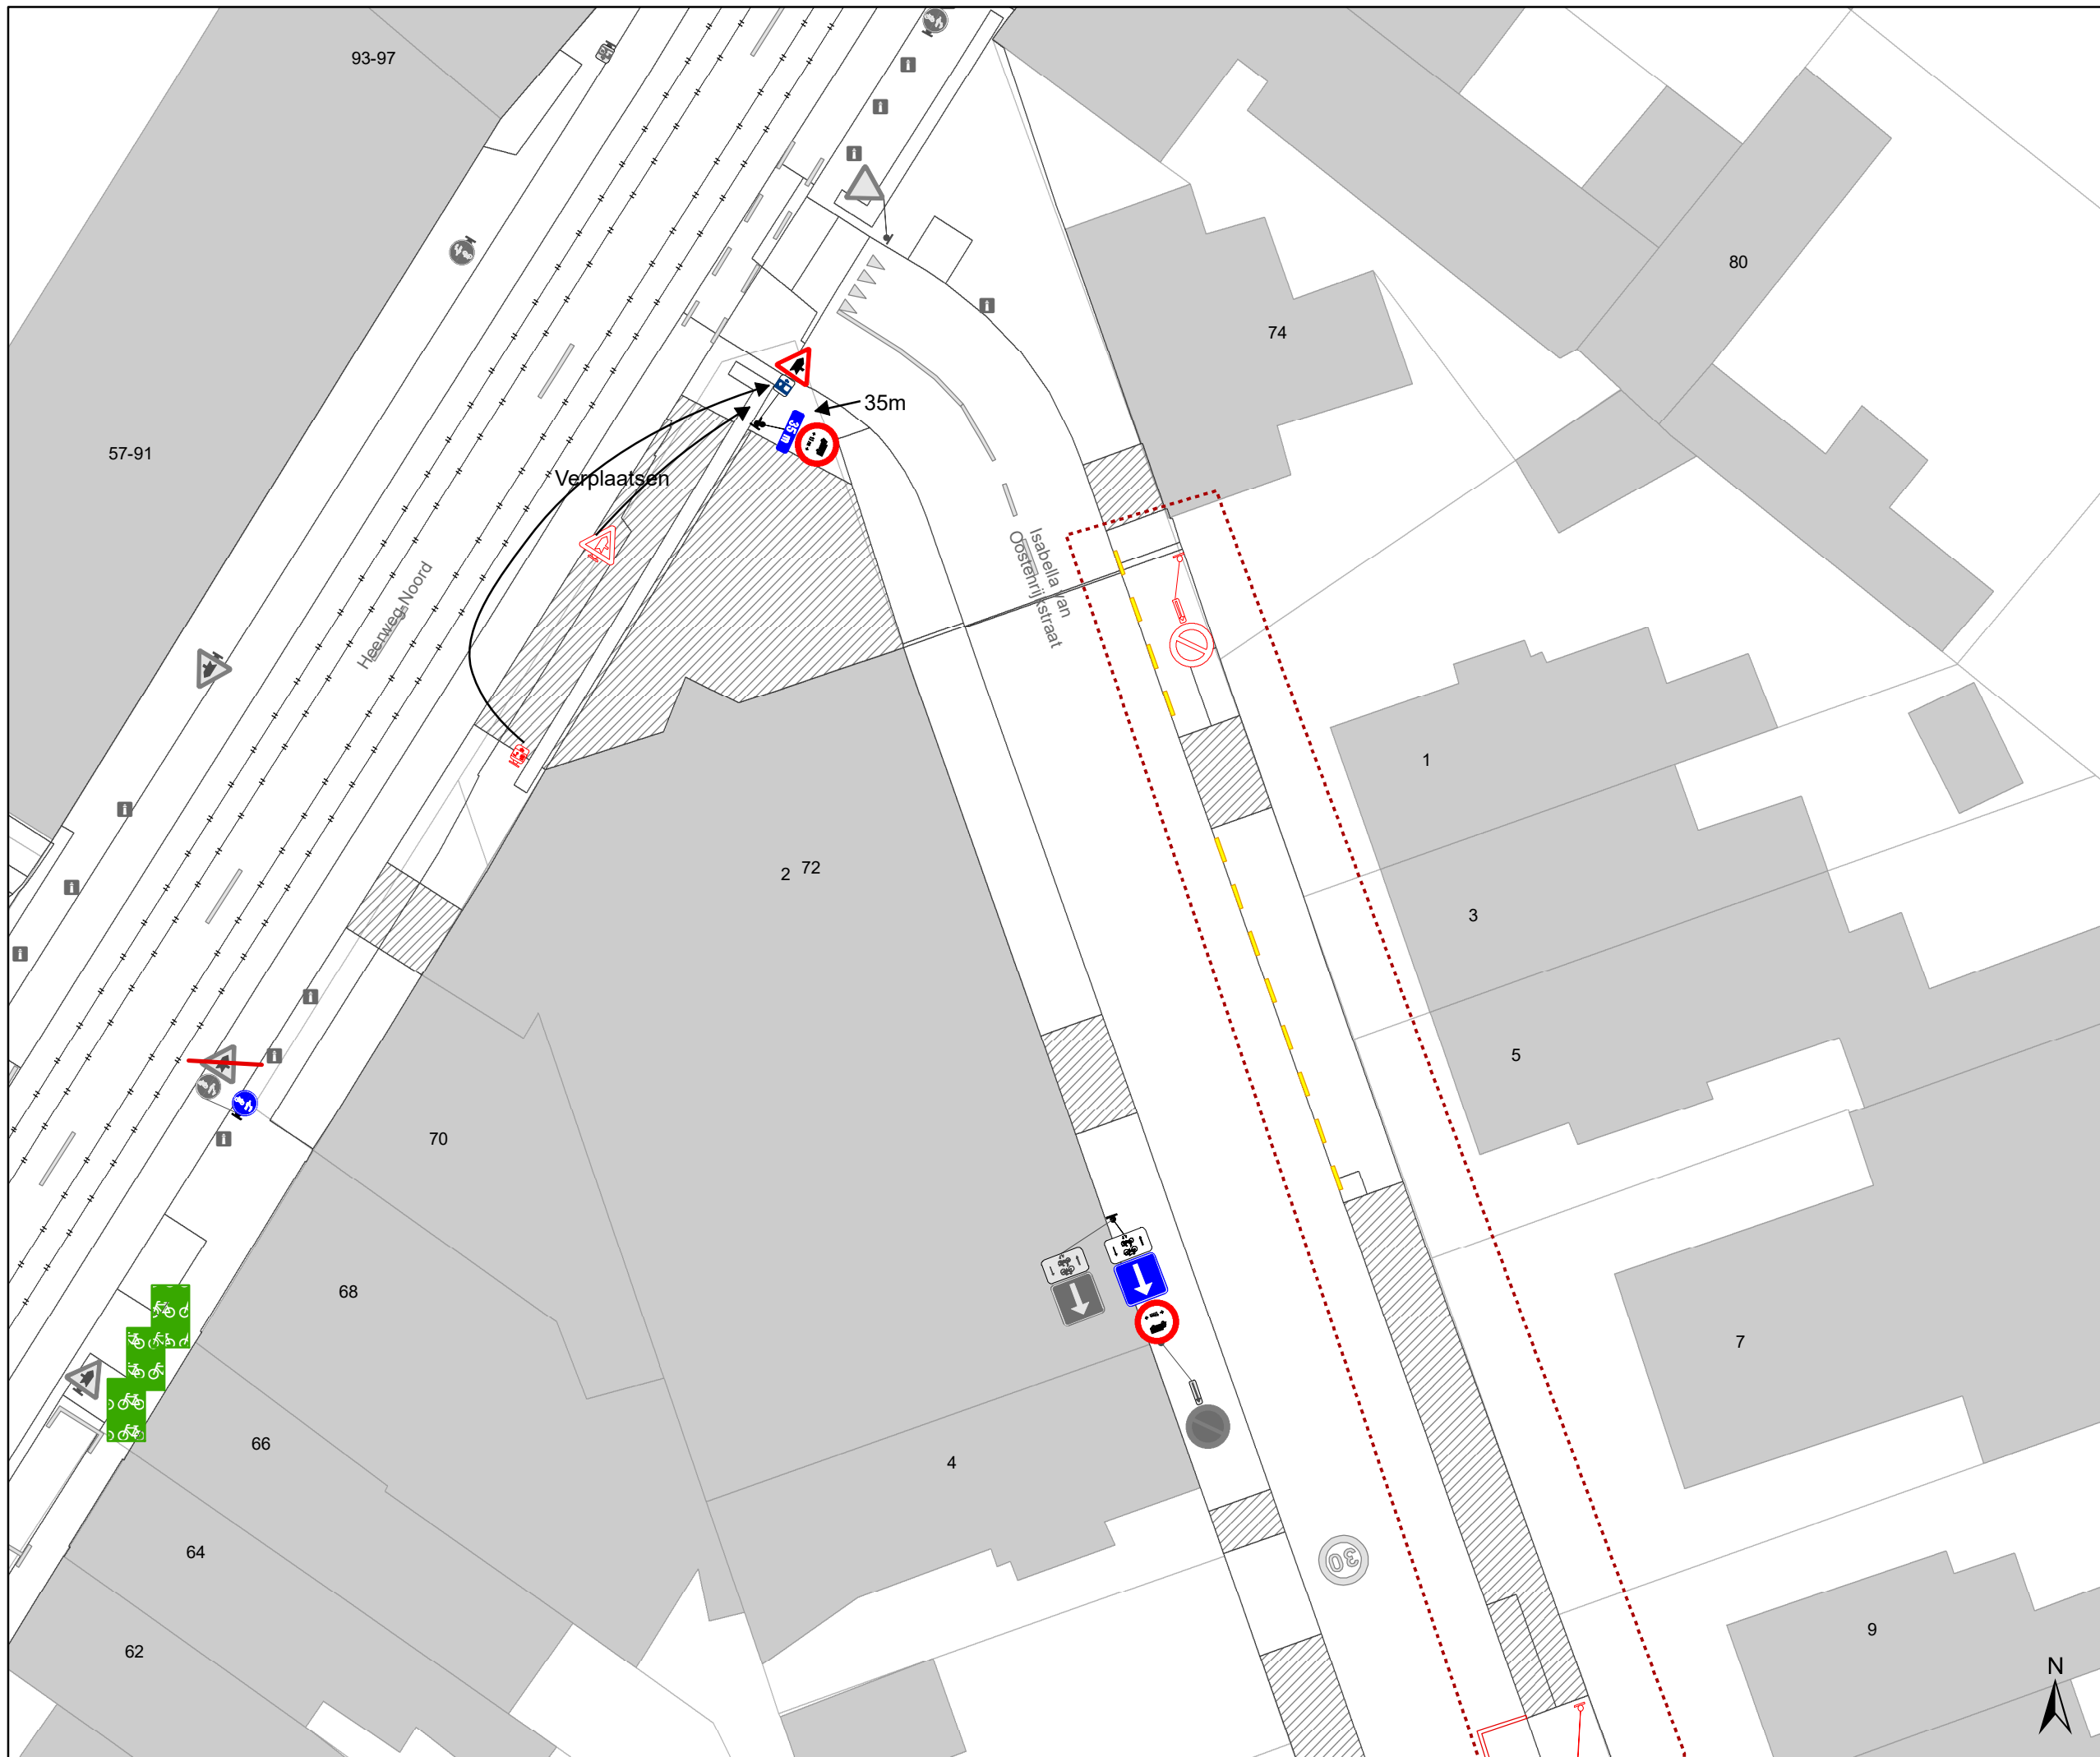 93-97
80
74
35m
35 m
57-91
Verplaatsen
Isabella van
Oostenrijkstraat
Heerweg-Noord
1
2
72
3
5
70
68
7
66
4
64
30
62
9
N